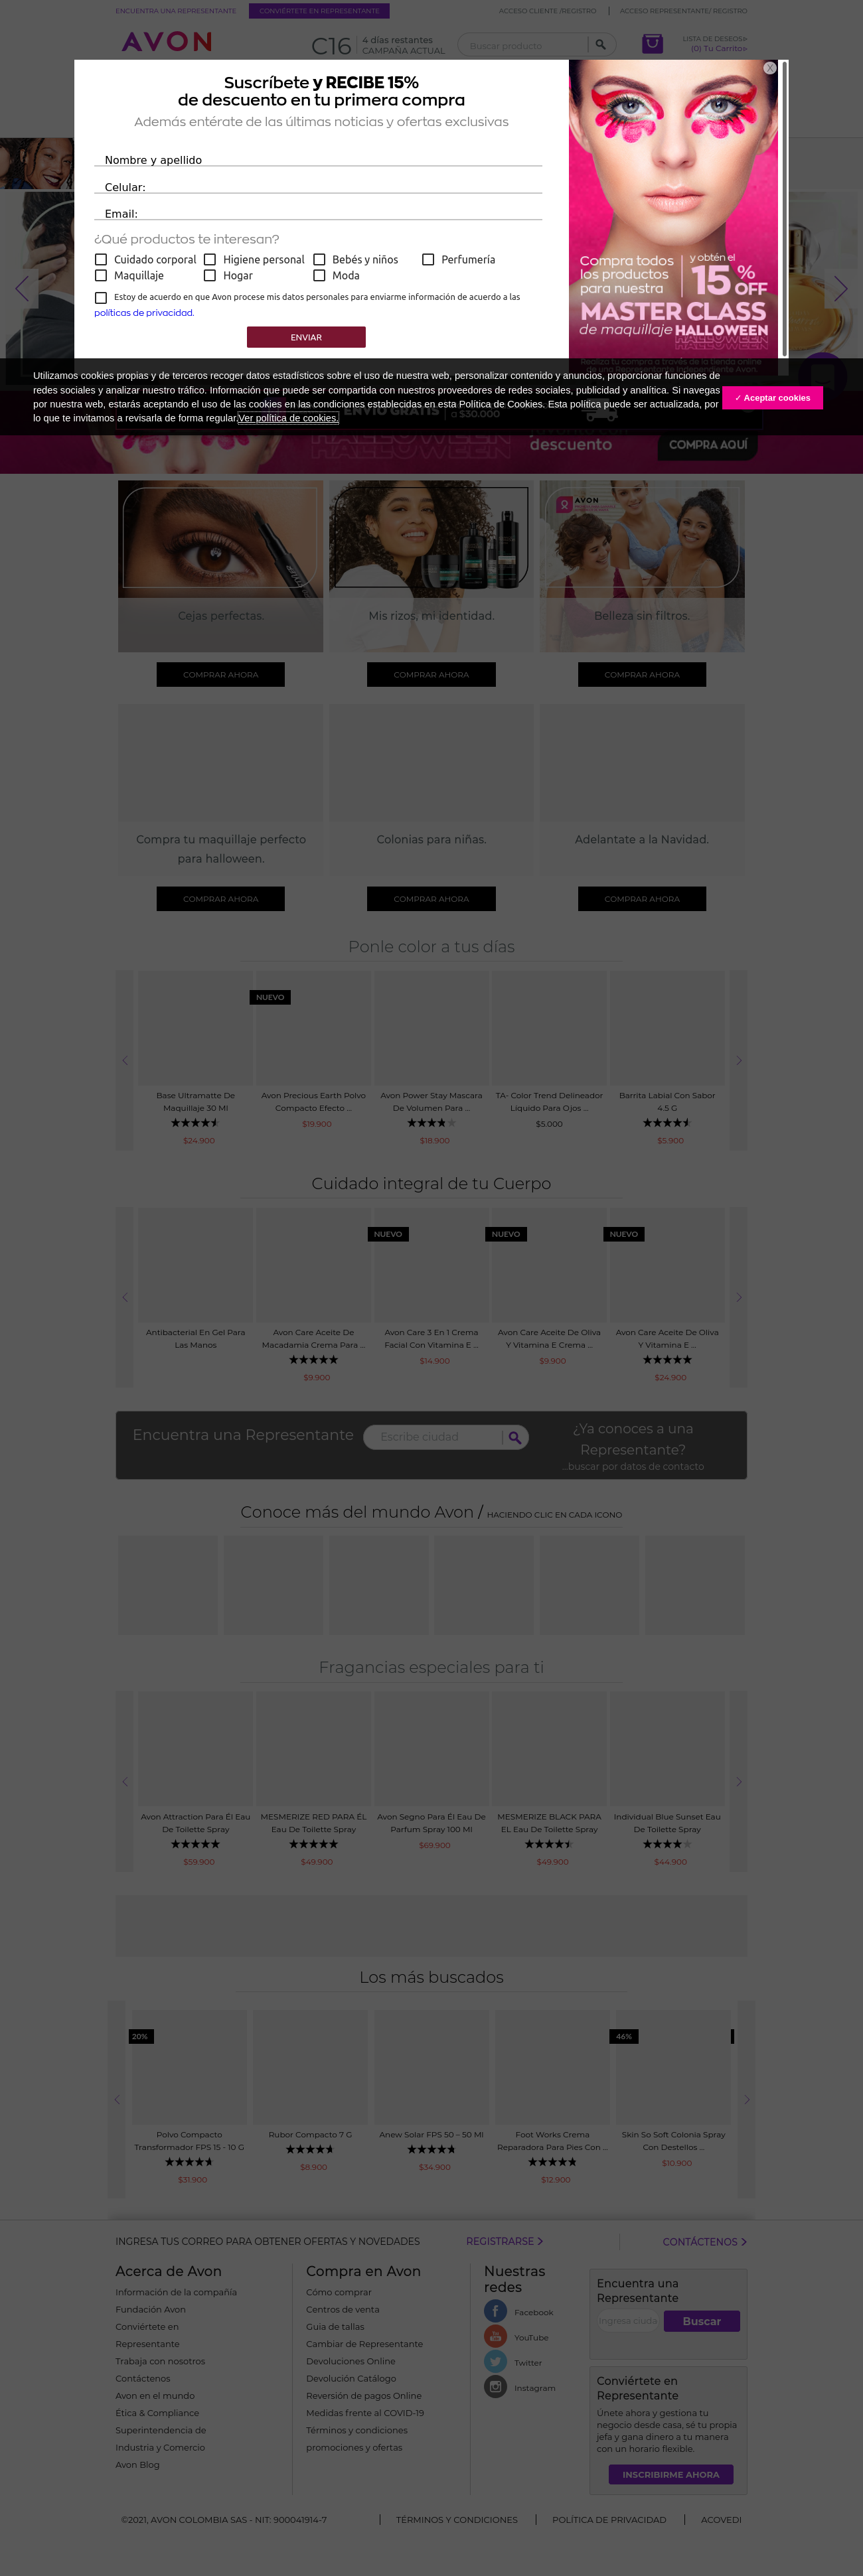 ENCUENTRA UNA REPRESENTANTE
CONVIÉRTETE EN REPRESENTANTE
ACCESO CLIENTE /REGISTRO
ACCESO REPRESENTANTE/ REGISTRO
AVON
C16
4 días restantes
CAMPAÑA ACTUAL
Buscar producto
LISTA DE DESEOS
(0) Tu Carrito
X
Suscríbete y RECIBE 15%
de descuento en tu primera compra
Además entérate de las últimas noticias y ofertas exclusivas
Nombre y apellido
Celular:
Email:
¿Qué productos te interesan?
Cuidado corporal
Higiene personal
Bebés y niños
Perfumería
Maquillaje
Hogar
Moda
Estoy de acuerdo en que Avon procese mis datos personales para enviarme información de acuerdo a las
políticas de privacidad.
ENVIAR
Compra todos
los productos
para nuestra
y obtén el
15% OFF
MASTER CLASS
de maquillaje HALLOWEEN
Realiza tu compra a través de la tienda online
de una Representante Independiente Avon.
Utilizamos cookies propias y de terceros recoger datos estadísticos sobre el uso de nuestra web, personalizar contenido y anuncios, proporcionar funciones de
redes sociales y analizar nuestro tráfico. Información que puede ser compartida con nuestros proveedores de redes sociales, publicidad y analítica. Si navegas
por nuestra web, estarás aceptando el uso de las cookies en las condiciones establecidas en esta Política de Cookies. Esta política puede ser actualizada, por
lo que te invitamos a revisarla de forma regular.Ver política de cookies.
✓ Aceptar cookies
ENVÍO GRATIS
a $30.000
descuento
COMPRA AQUÍ
AVON
Cejas perfectas.
Mis rizos, mi identidad.
Belleza sin filtros.
COMPRAR AHORA
COMPRAR AHORA
COMPRAR AHORA
Compra tu maquillaje perfecto
para halloween.
Colonias para niñas.
Adelantate a la Navidad.
COMPRAR AHORA
COMPRAR AHORA
COMPRAR AHORA
Ponle color a tus días
NUEVO
Base Ultramatte De
Maquillaje 30 Ml
$24.900
Avon Precious Earth Polvo
Compacto Efecto ...
$19.900
Avon Power Stay Mascara
De Volumen Para ...
$18.900
TA- Color Trend Delineador
Líquido Para Ojos ...
$5.000
Barrita Labial Con Sabor
4.5 G
$5.900
Cuidado integral de tu Cuerpo
NUEVO
NUEVO
NUEVO
Antibacterial En Gel Para
Las Manos
Avon Care Aceite De
Macadamia Crema Para ...
$9.900
Avon Care 3 En 1 Crema
Facial Con Vitamina E ...
$14.900
Avon Care Aceite De Oliva
Y Vitamina E Crema ...
$9.900
Avon Care Aceite De Oliva
Y Vitamina E ...
$24.900
Encuentra una Representante
Escribe ciudad
¿Ya conoces a una
Representante?
...buscar por datos de contacto
Conoce más del mundo Avon / HACIENDO CLIC EN CADA ICONO
Fragancias especiales para ti
Avon Attraction Para Él Eau
De Toilette Spray
$59.900
MESMERIZE RED PARA ÉL
Eau De Toilette Spray
$49.900
Avon Segno Para Él Eau De
Parfum Spray 100 Ml
$69.900
MESMERIZE BLACK PARA
EL Eau De Toilette Spray
$49.900
Individual Blue Sunset Eau
De Toilette Spray
$44.900
Los más buscados
20%
46%
Polvo Compacto
Transformador FPS 15 - 10 G
$31.900
Rubor Compacto 7 G
$8.900
Anew Solar FPS 50 – 50 Ml
$34.900
Foot Works Crema
Reparadora Para Pies Con ...
$12.900
Skin So Soft Colonia Spray
Con Destellos ...
$10.900
INGRESA TUS CORREO PARA OBTENER OFERTAS Y NOVEDADES
REGISTRARSE
CONTÁCTENOS
Acerca de Avon
Información de la compañía
Fundación Avon
Conviértete en
Representante
Trabaja con nosotros
Contáctenos
Avon en el mundo
Ética & Compliance
Superintendencia de
Industria y Comercio
Avon Blog
Compra en Avon
Cómo comprar
Centros de venta
Guía de tallas
Cambiar de Representante
Devoluciones Online
Devolución Catálogo
Reversión de pagos Online
Medidas frente al COVID-19
Términos y condiciones
promociones y ofertas
Nuestras
redes
Facebook
YouTube
Twitter
Instagram
Encuentra una
Representante
Ingresa ciuda
Buscar
Conviértete en
Representante
Únete ahora y gestiona tu
negocio desde casa, sé tu propia
jefa y gana dinero a tu manera
con un horario flexible.
INSCRIBIRME AHORA
©2021, AVON COLOMBIA SAS - NIT: 900041914-7
TÉRMINOS Y CONDICIONES
POLÍTICA DE PRIVACIDAD
ACOVEDI